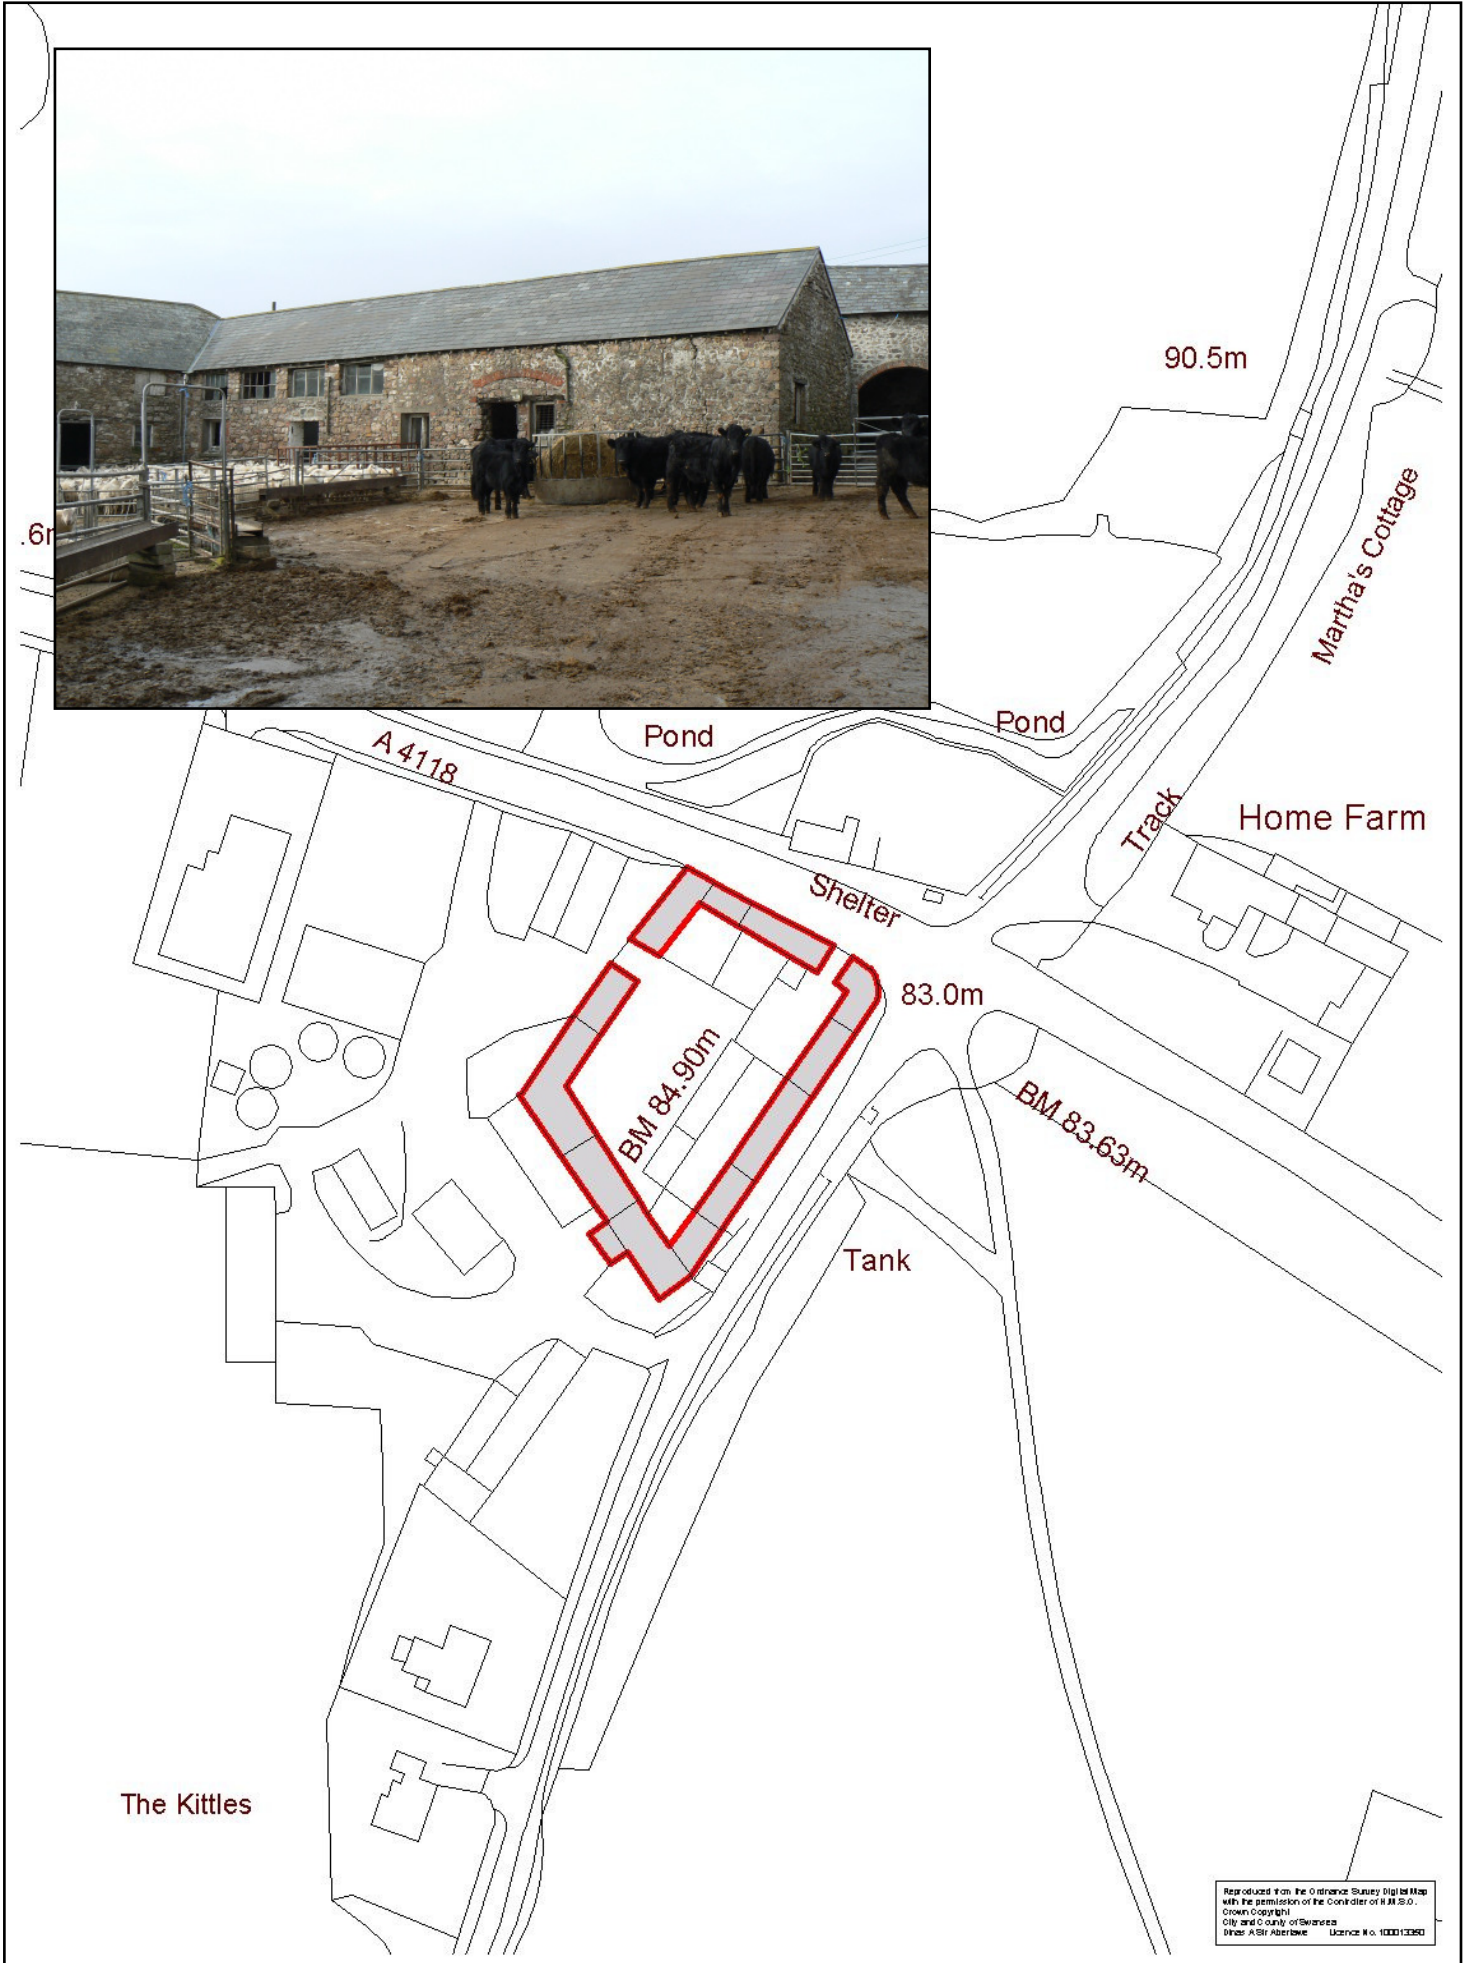 90.5m
Martha's Cottage
.6
Pond
Pond
A 4118
Track
Home Farm
Shelter
83.0m
BM 84.90m
BM 83.63m
Tank
The Kittles
Reproduced from the Ordnance Survey Digital Map
with the permission of the Controller of H.M.S.O.
Crown Copyright
City and County of Swansea
Dinas A Sir Abertawe Licence No. 100013390